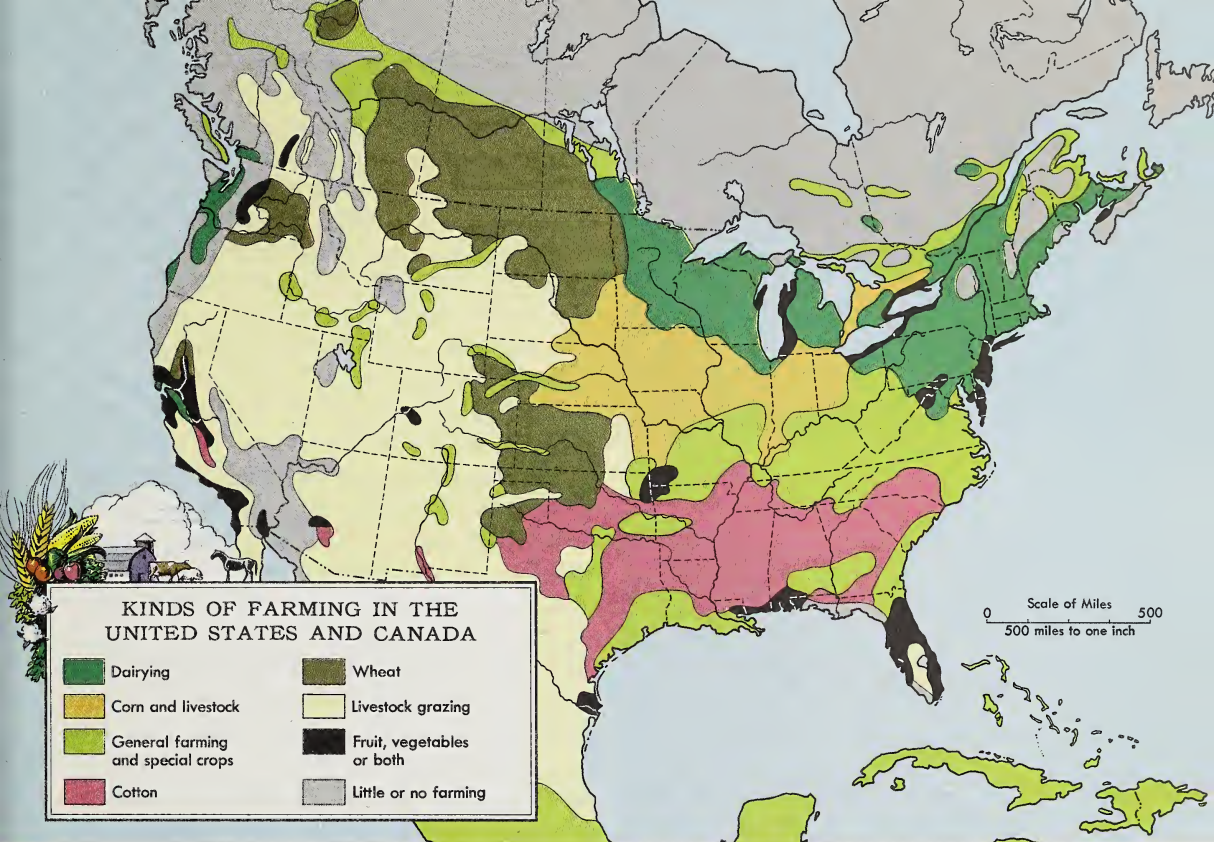 KINDS OF FARMING IN THE
UNITED STATES AND CANADA
Dairying
Corn and livestock
General farming
and special crops
Cotton
Wheat
Livestock grazing
Fruit, vegetables
or both
Little or no farming
Scale of Miles
0 500
500 miles to one inch